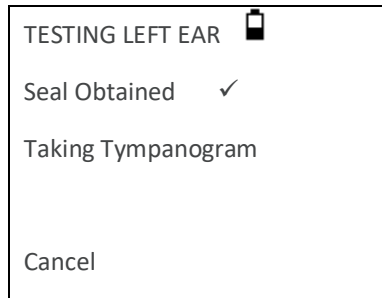 TESTING LEFT EAR
Seal Obtained ✓
Taking Tympanogram
Cancel